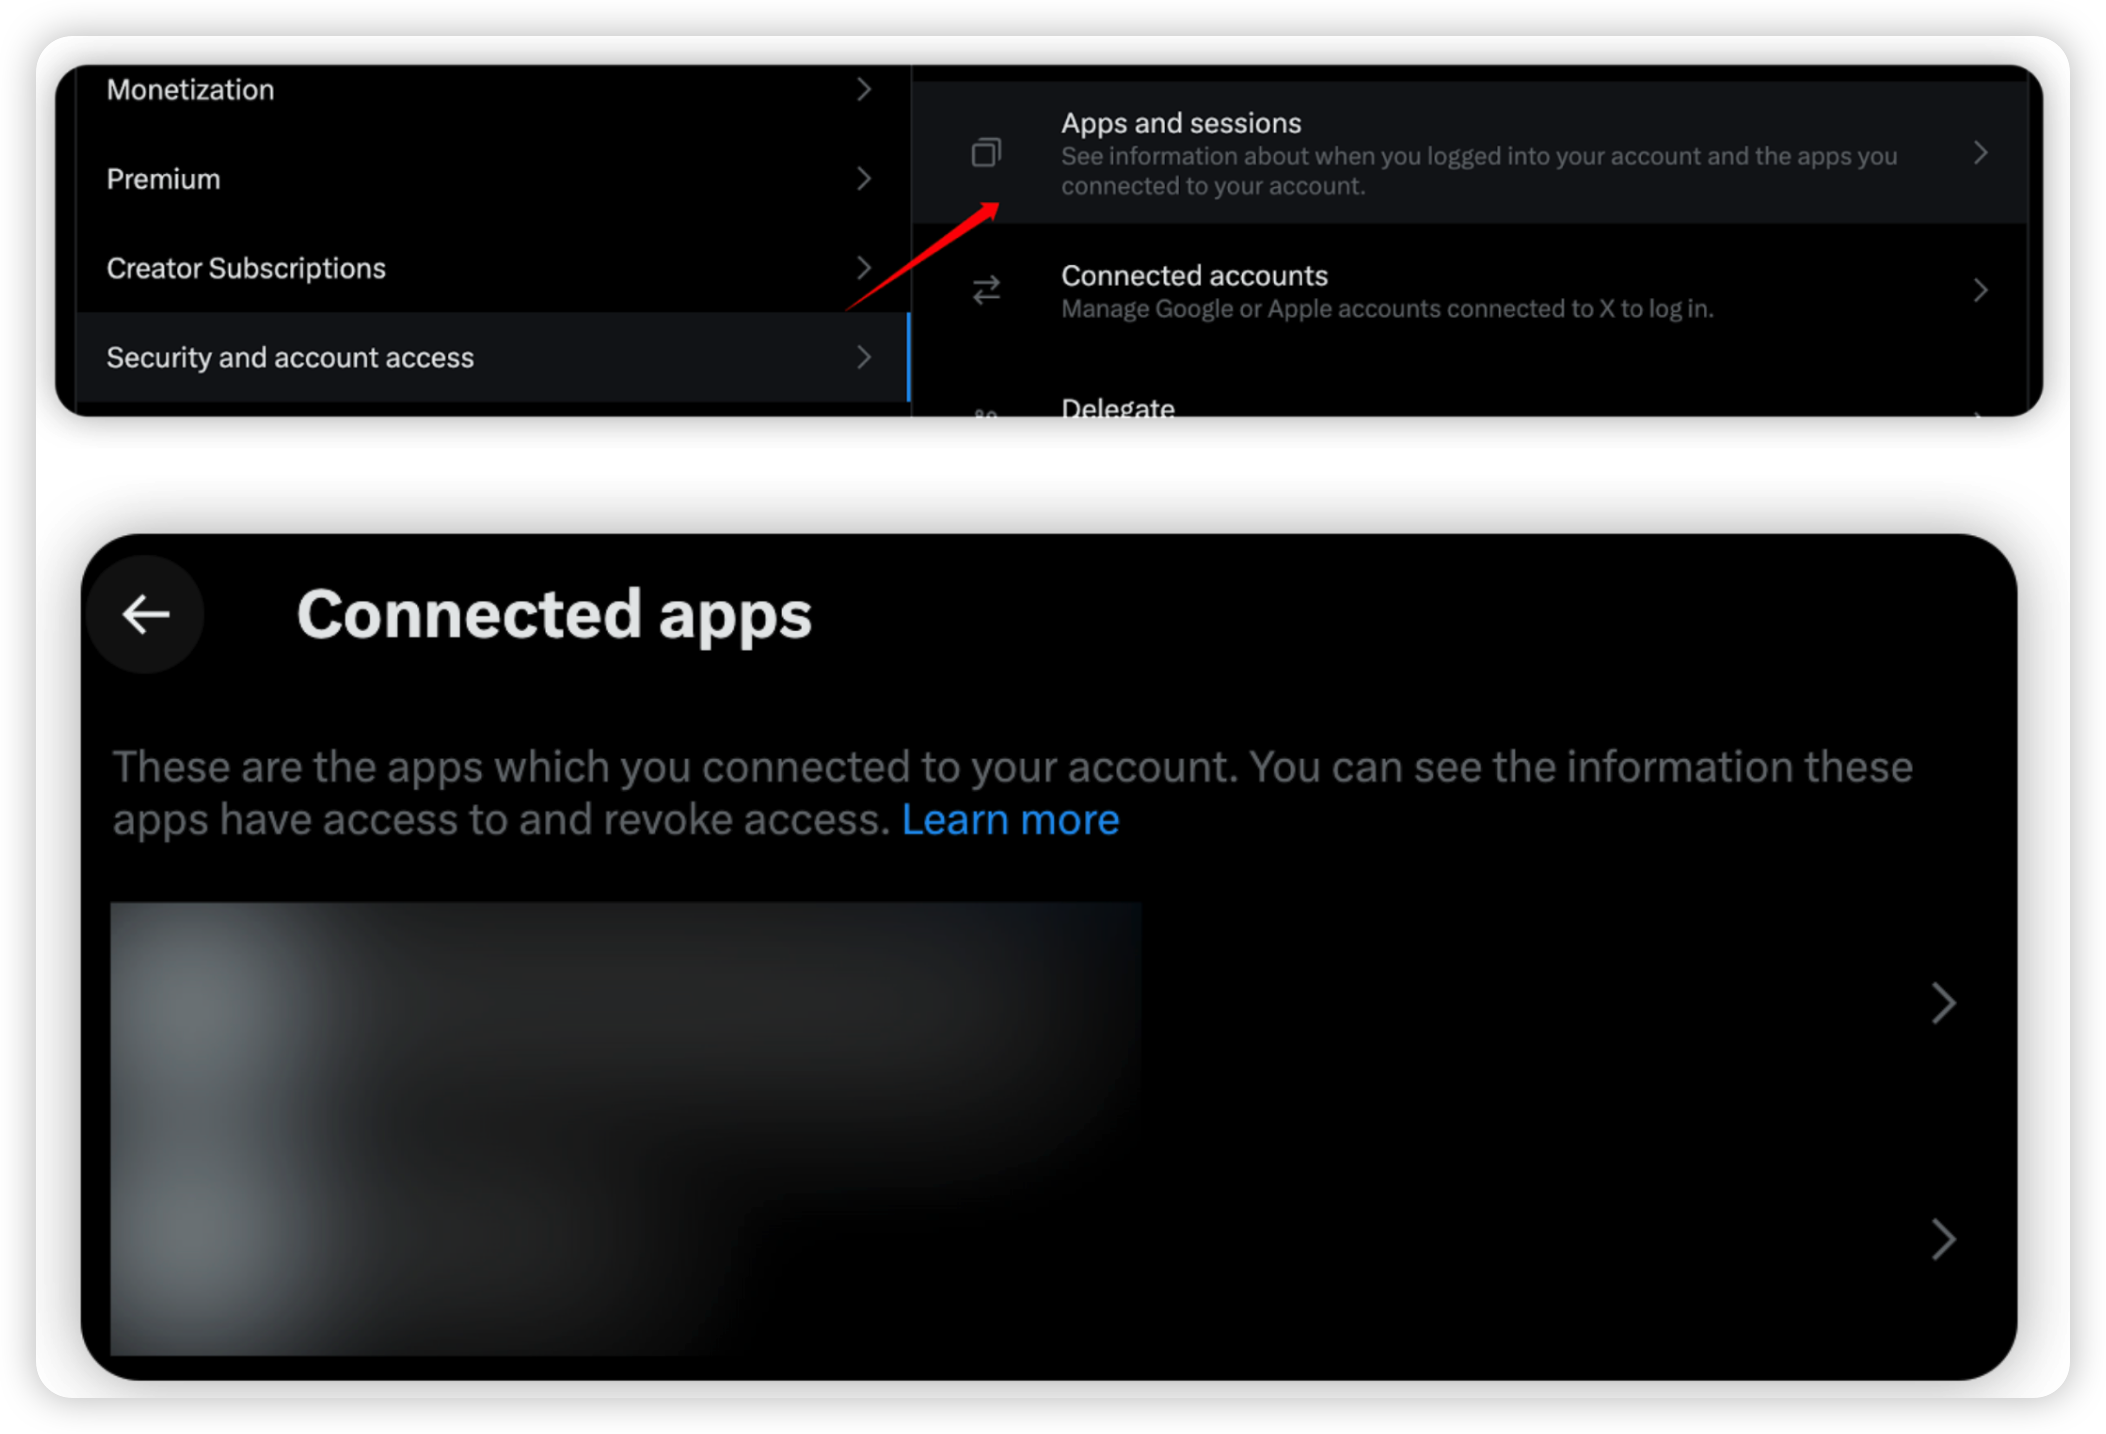 Monetization
Premium
Creator Subscriptions
Security and account access
Apps and sessions
See information about when you logged into your account and the apps you
connected to your account.
Connected accounts
Manage Google or Apple accounts connected to X to log in.
Delegate
Connected apps
These are the apps which you connected to your account. You can see the information these
apps have access to and revoke access. Learn more